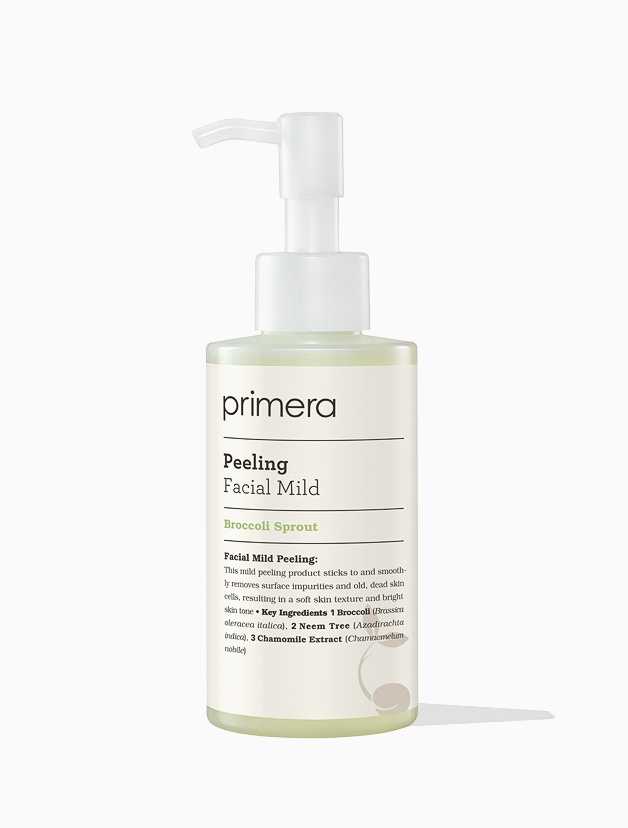 primera
Peeling
Facial Mild
Broccoli Sprout
Facial Mild Peeling:
This mild peeling product sticks to and smooth-
ly removes surface impurities and old, dead skin
cells, resulting in a soft skin texture and bright
skin tone • Key Ingredients 1 Broccoli (Brassica
oleracea italica), 2 Neem Tree (Azadirachta
indica), 3 Chamomile Extract (Chamaemelum
nobile)